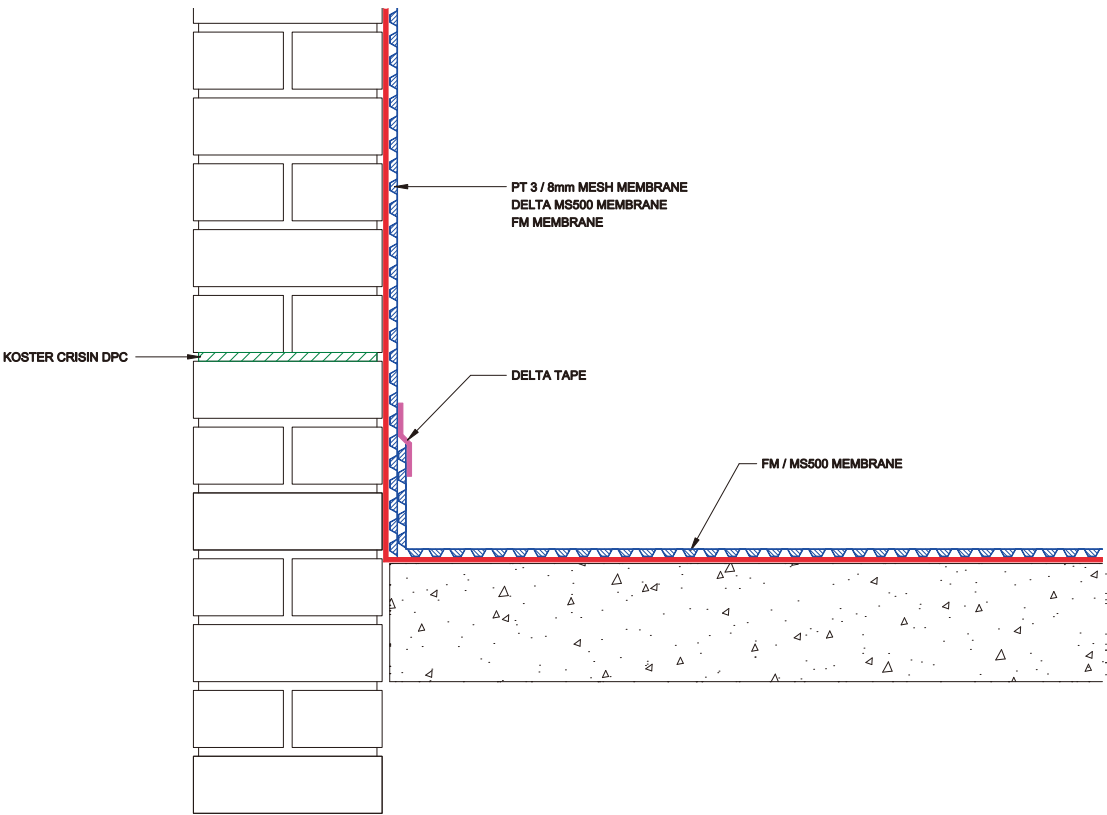 PT 3 / 8mm MESH MEMBRANE
DELTA MS500 MEMBRANE
FM MEMBRANE
KOSTER CRISIN DPC
DELTA TAPE
FM / MS500 MEMBRANE